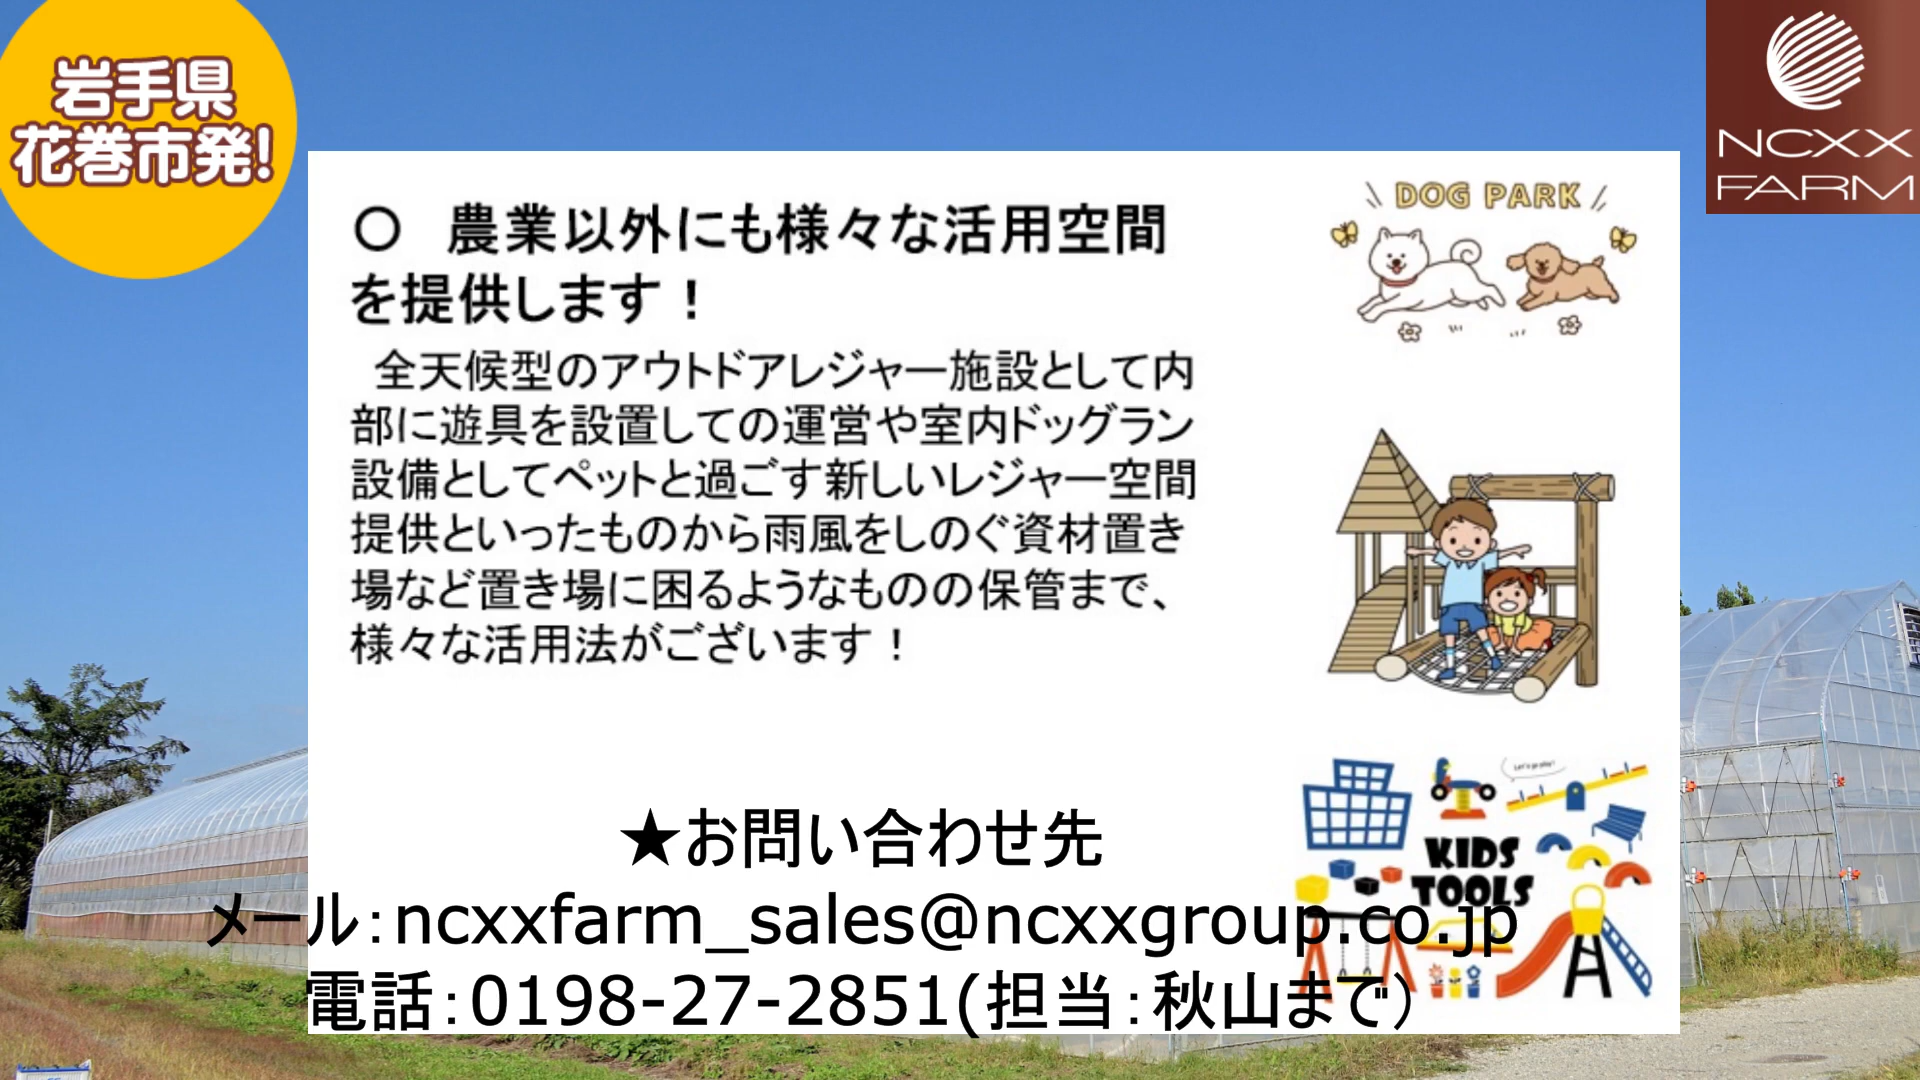 岩手県
花巻市発!
NCXX
FARM
〇　農業以外にも様々な活用空間
を提供します！
全天候型のアウトドアレジャー施設として内
部に遊具を設置しての運営や室内ドッグラン
設備としてペットと過ごす新しいレジャー空間
提供といったものから雨風をしのぐ資材置き
場など置き場に困るようなものの保管まで、
様々な活用法がございます！
DOG PARK
Let's go play!
KIDS
TOOLS
★お問い合わせ先
メール：ncxxfarm_sales@ncxxgroup.co.jp
電話：0198-27-2851(担当：秋山まで）